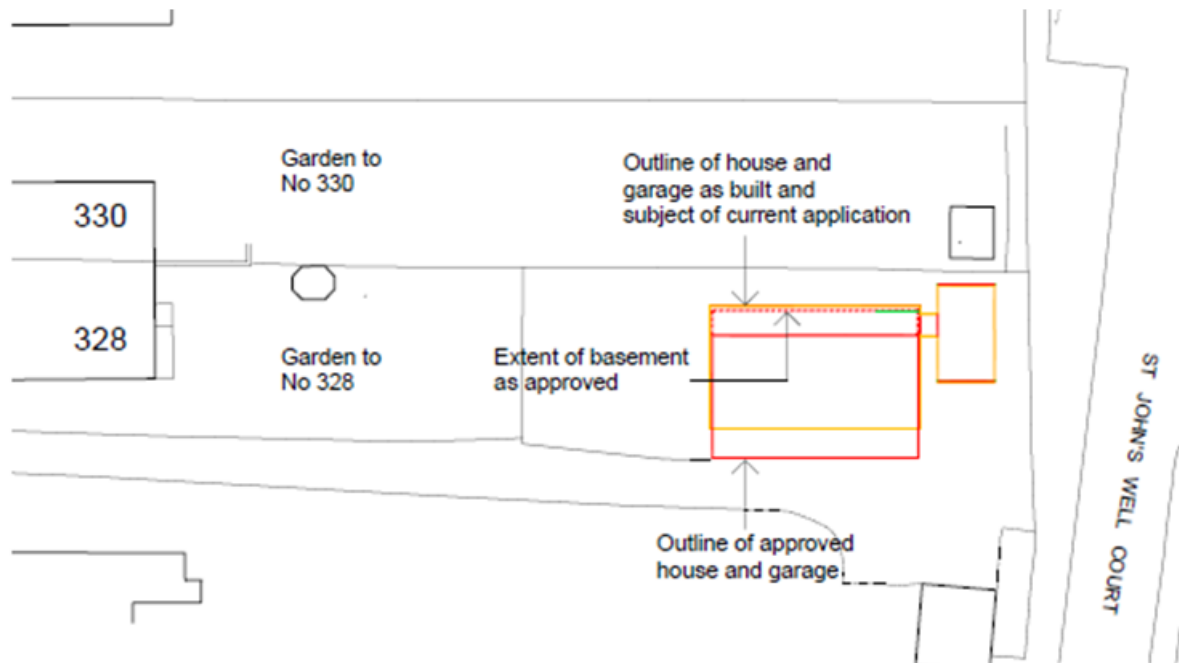 Garden to
No 330
Outline of house and
garage as built and
subject of current application
330
328
Garden to
No 328
Extent of basement
as approved
ST JOHN'S WELL COURT
Outline of approved
house and garage